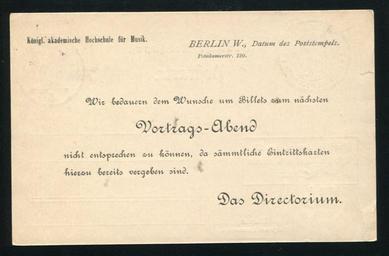 Königl. akademische Hochschule für Musik.
BERLIN W., Datum des Poststempels.
Potsdamerstr. 120.
Wir bedauern dem Wunsche um Billets zum nächsten
Vortrags-Abend
nicht entsprechen zu können, da sämmtliche Eintrittskarten
hierzu bereits vergeben sind.
Das Directorium.